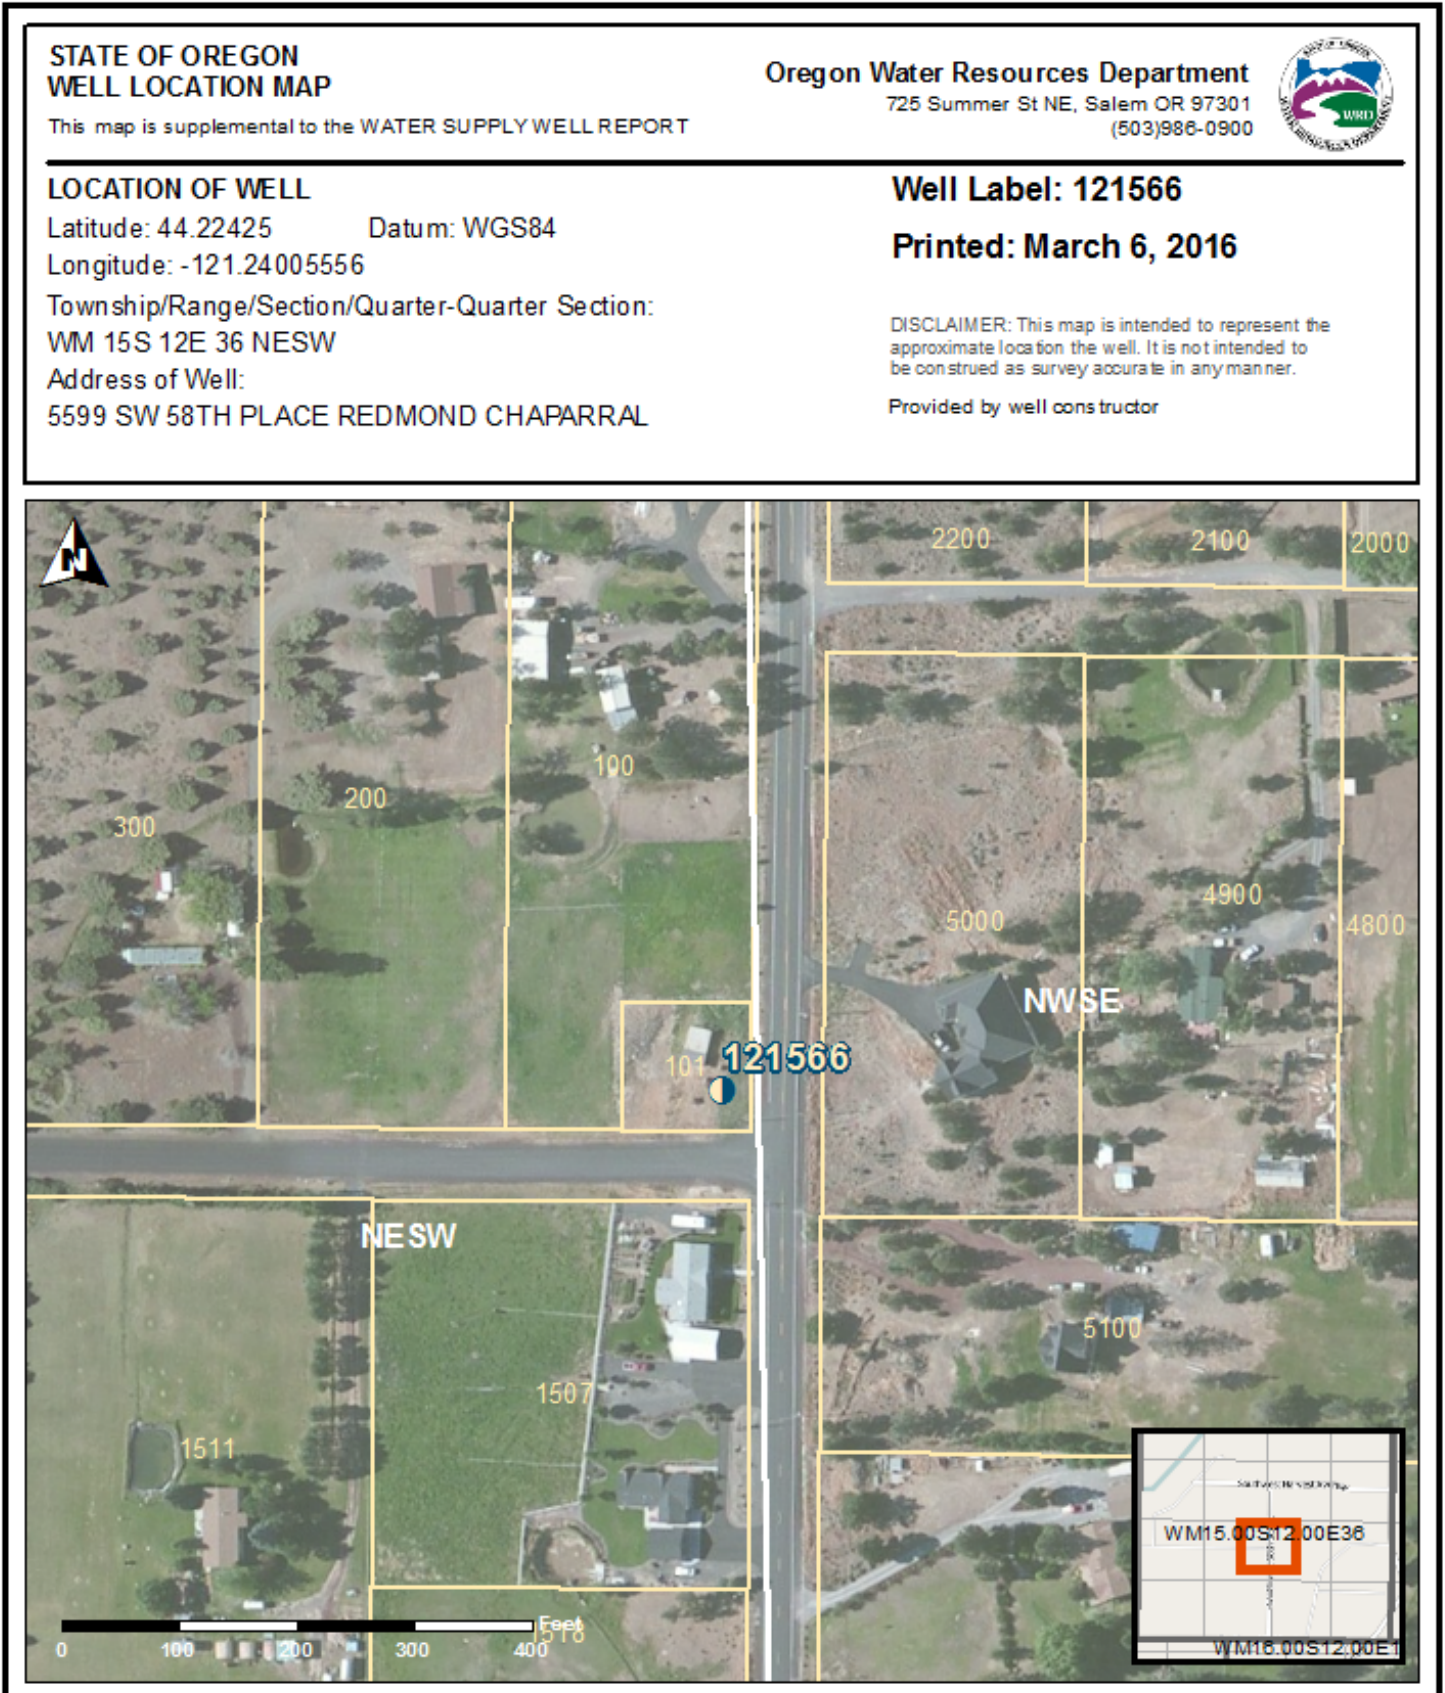 STATE OF OREGON
WELL LOCATION MAP
This map is supplemental to the WATER SUPPLY WELL REPORT
Oregon Water Resources Department
725 Summer St NE, Salem OR 97301
(503)986-0900
WRD
LOCATION OF WELL
Latitude: 44.22425 Datum: WGS84
Longitude: -121.24005556
Township/Range/Section/Quarter-Quarter Section:
WM 15S 12E 36 NESW
Address of Well:
5599 SW 58TH PLACE REDMOND CHAPARRAL
Well Label: 121566
Printed: March 6, 2016
DISCLAIMER: This map is intended to represent the
approximate location the well. It is not intended to
be construed as survey accurate in any manner.
Provided by well constructor
N
2200
2100
2000
100
200
300
4900
5000
4800
NWSE
101
121566
NESW
5100
1507
1511
WM15.00S12.00E36
WM16.00S12.00E1
Feet
1518
0 100 200 300 400